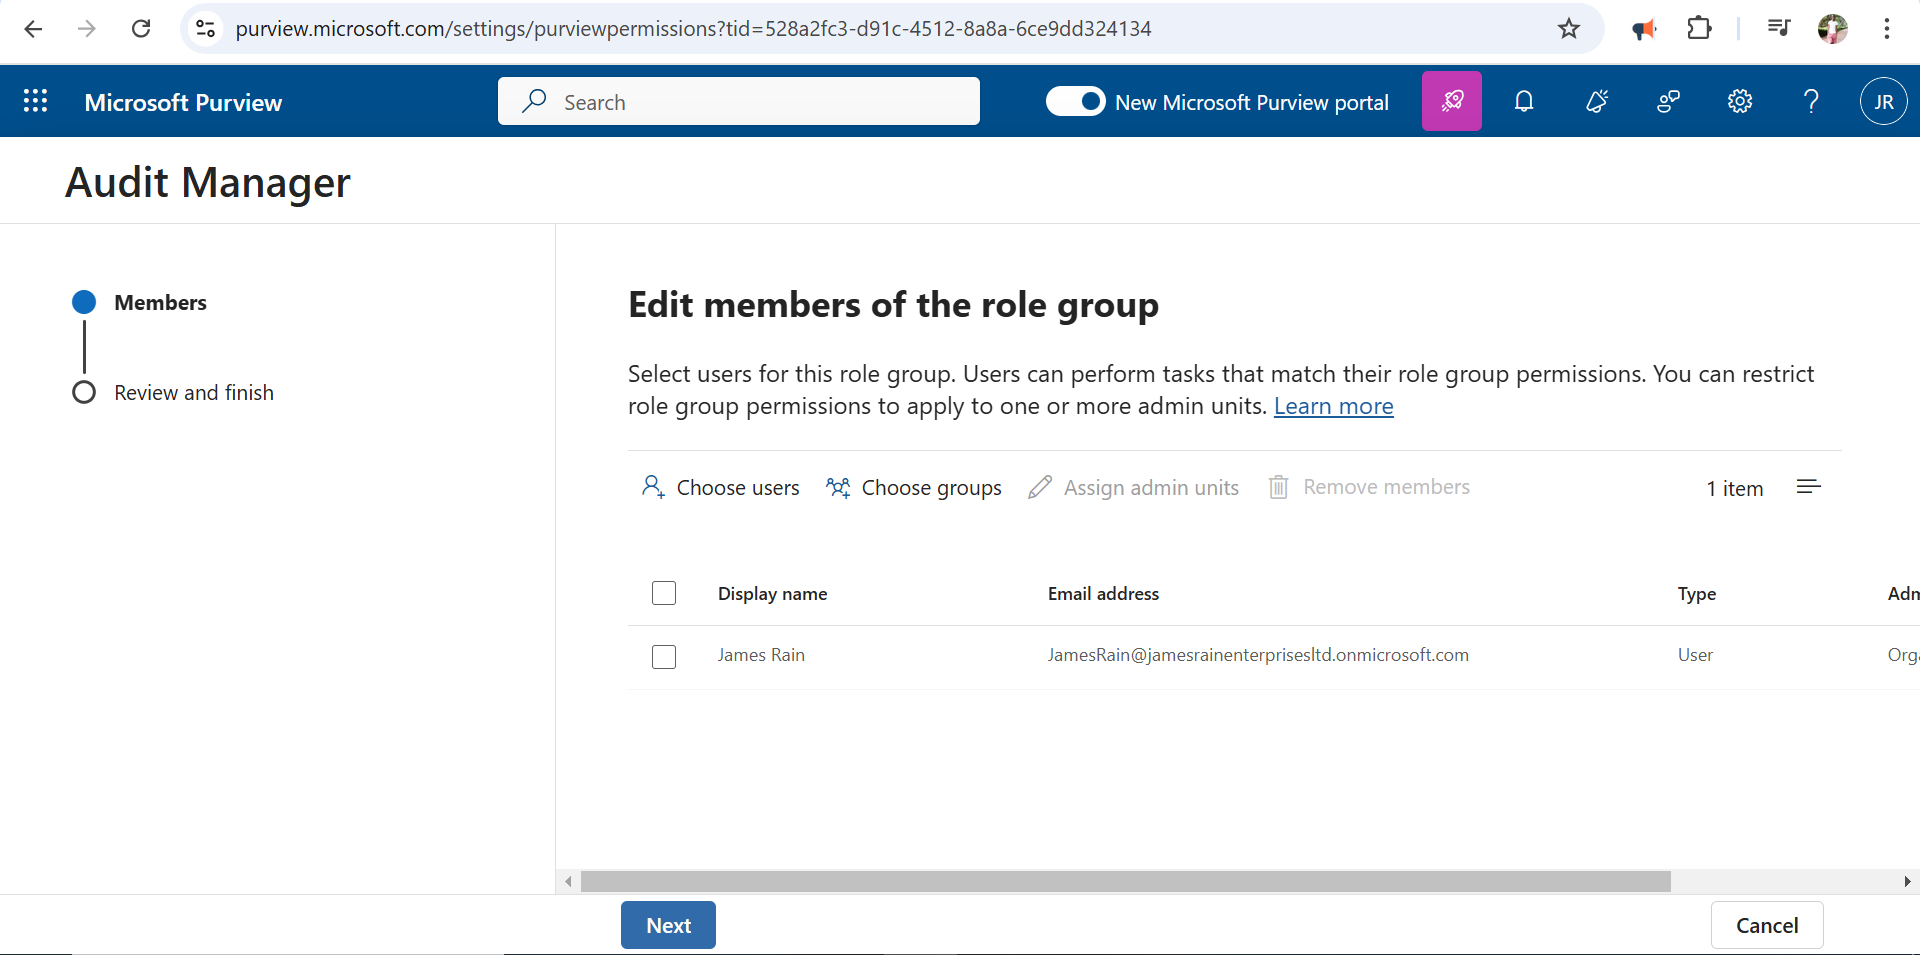 purview.microsoft.com/settings/purviewpermissions?tid=528a2fc3-d91c-4512-8a8a-6ce9dd324134
Microsoft Purview
Search
New Microsoft Purview portal
JR
Audit Manager
Members
Review and finish
Edit members of the role group
Select users for this role group. Users can perform tasks that match their role group permissions. You can restrict
role group permissions to apply to one or more admin units. Learn more
Choose users
Choose groups
Assign admin units
Remove members
1 item
Display name
Email address
Type
Adm
James Rain
JamesRain@jamesrainenterprisesltd.onmicrosoft.com
User
Orga
Next
Cancel